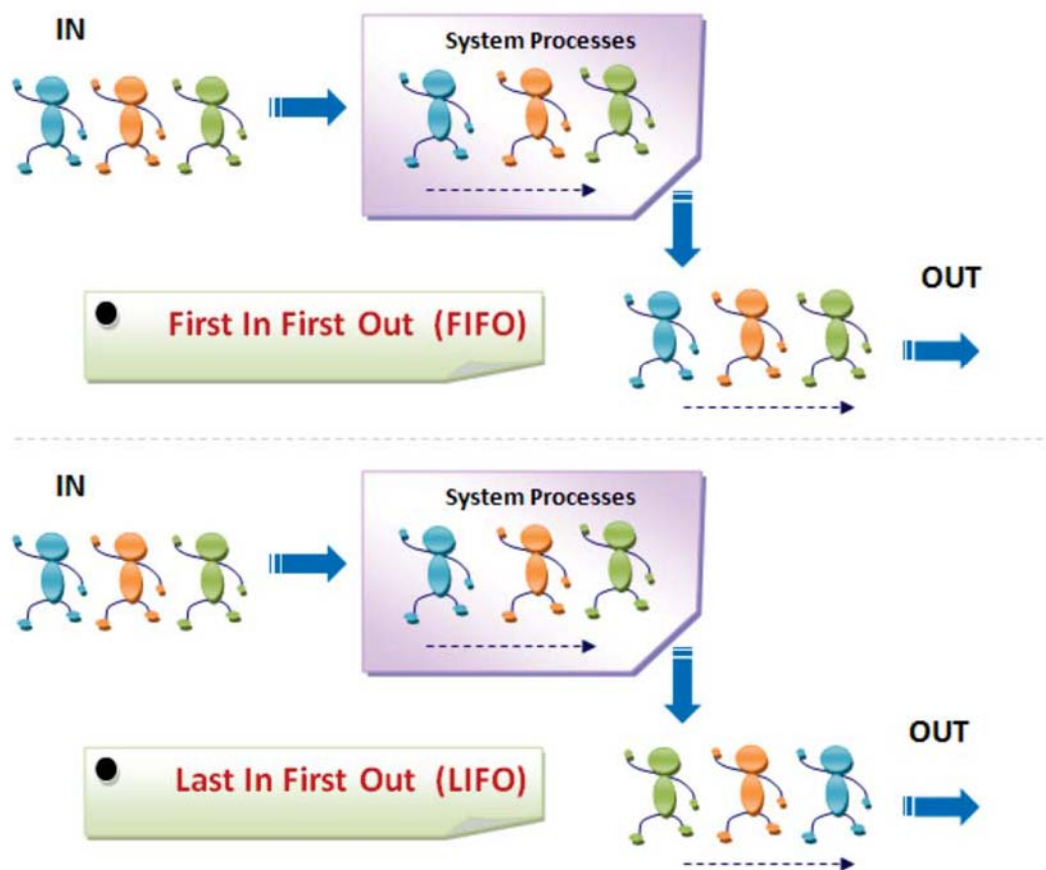 IN
System Processes
OUT
First In First Out (FIFO)
IN
System Processes
OUT
Last In First Out (LIFO)